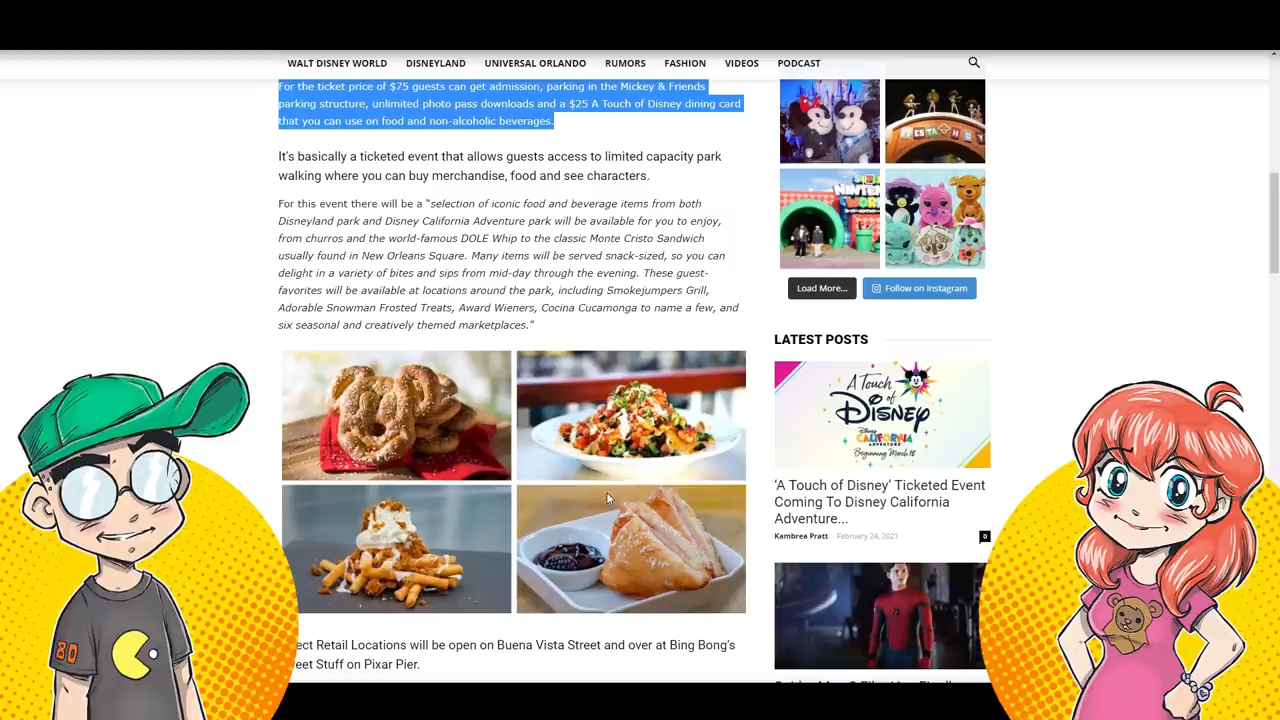 WALT DISNEY WORLD DISNEYLAND UNIVERSAL ORLANDO RUMORS FASHION VIDEOS PODCAST
For the ticket price of $75 guests can get admission, parking in the Mickey & Friends
parking structure, unlimited photo pass downloads and a $25 A Touch of Disney dining card
that you can use on food and non-alcoholic beverages.
It's basically a ticketed event that allows guests access to limited capacity park
walking where you can buy merchandise, food and see characters.
For this event there will be a “selection of iconic food and beverage items from both
Disneyland park and Disney California Adventure park will be available for you to enjoy,
from churros and the world-famous DOLE Whip to the classic Monte Cristo Sandwich
usually found in New Orleans Square. Many items will be served snack-sized, so you can
delight in a variety of bites and sips from mid-day through the evening. These guest-
favorites will be available at locations around the park, including Smokejumpers Grill,
Adorable Snowman Frosted Treats, Award Wieners, Cocina Cucamonga to name a few, and
six seasonal and creatively themed marketplaces.”
ect Retail Locations will be open on Buena Vista Street and over at Bing Bong's
eet Stuff on Pixar Pier.
NINTEN
Load More...
Follow on Instagram
LATEST POSTS
A Touch of
Disney
Disney
CALIFORNIA
ADVENTURE
Beginning March 18
‘A Touch of Disney’ Ticketed Event
Coming To Disney California
Adventure...
Kambrea Pratt - February 24, 2021
0
80